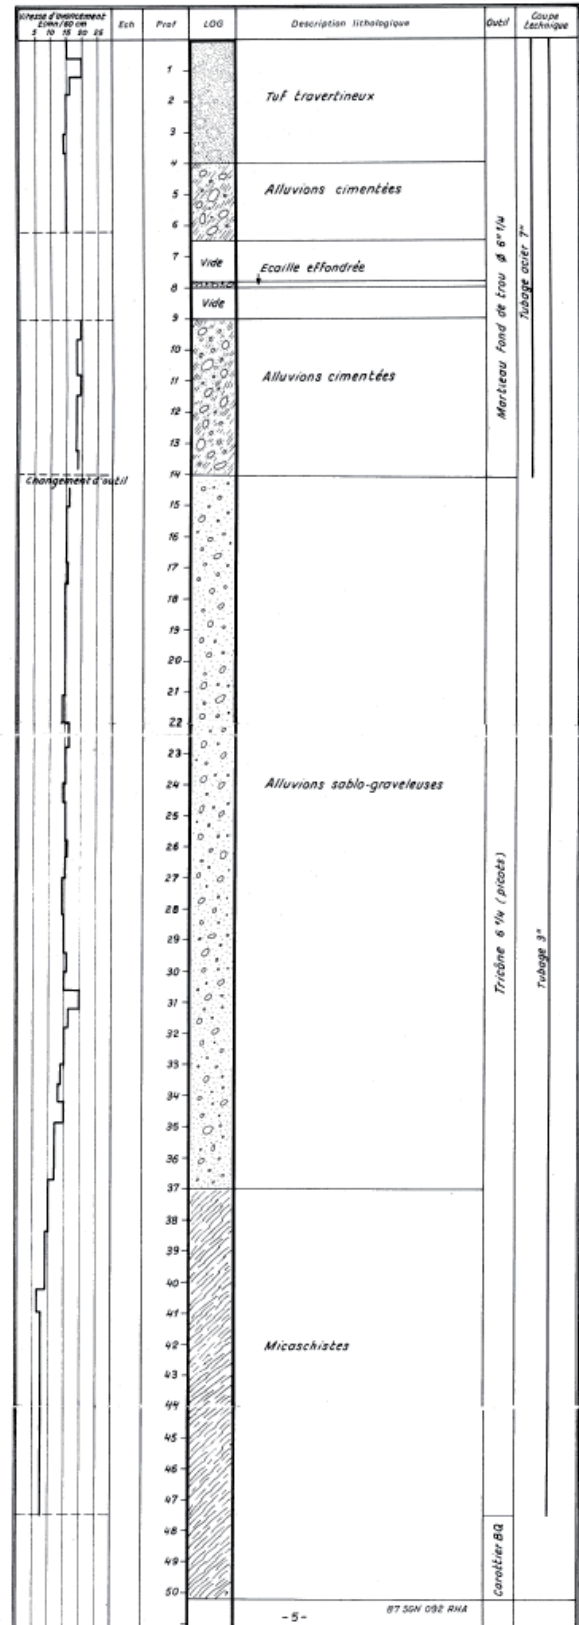 Vitesse d'avancement
5 10 15 20 25
Ech
Prof
LOG
Description lithologique
Outil
Coupe
technique
1
Tuf travertineux
2
3
4
Alluvions cimentées
5
6
7
Vide
Ecaille effondrée
8
Vide
9
10
11
Alluvions cimentées
12
13
14
Changement d'outil
Marteau Fond de trou ø 6" 1/4
Tubage acier 7"
15
16
17
18
19
20
21
22
23
24
Alluvions sablo-graveleuses
25
26
27
28
29
30
31
32
33
34
35
36
37
Tricône 6"1/4 (picots)
Tubage 3"
38
39
40
41
42
Micaschistes
43
44
45
46
47
48
49
50
Carottier BQ
-5-
87 SGN 092 RHA